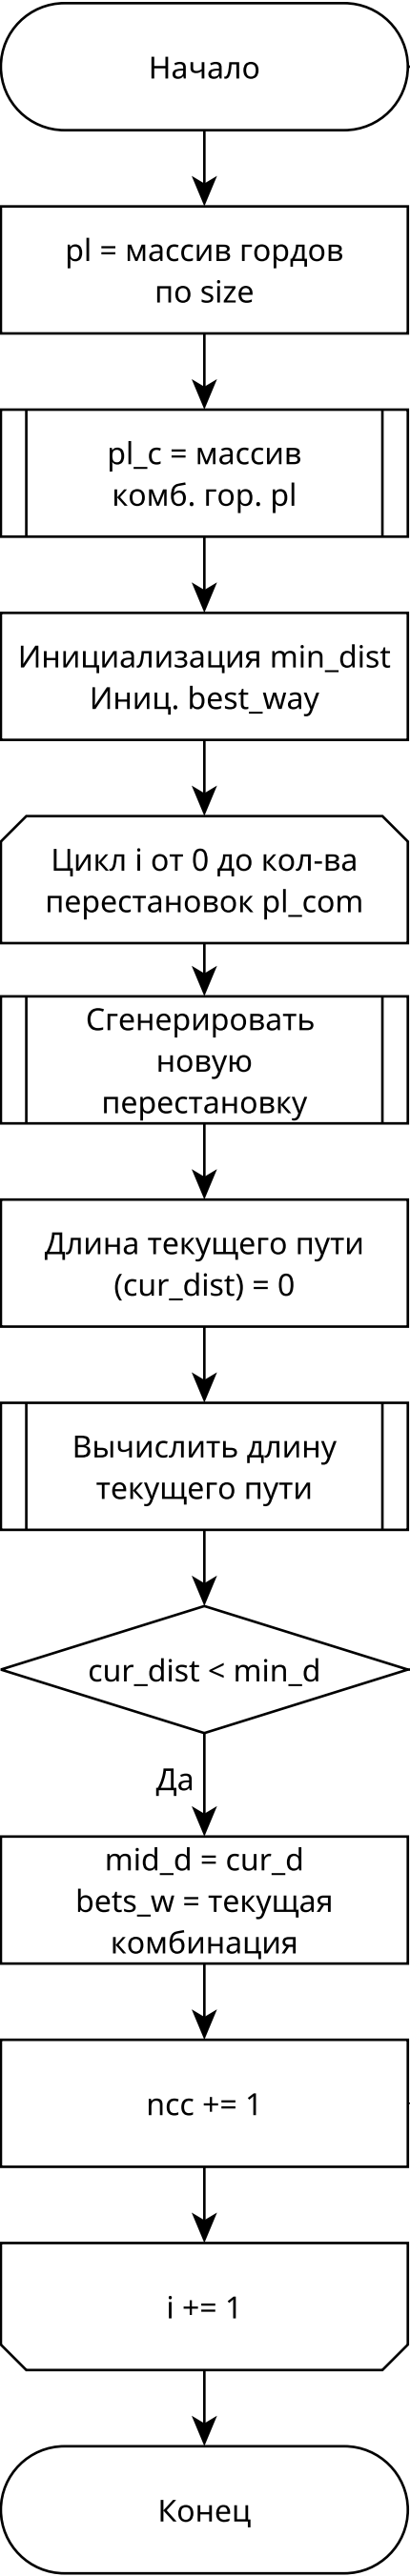 Начало
pl = массив гордов
по size
pl_c = массив
комб. гор. pl
Инициализация min_dist
Иниц. best_way
Цикл i от 0 до кол-ва
перестановок pl_com
Сгенерировать
новую
перестановку
Длина текущего пути
(cur_dist) = 0
Вычислить длину
текущего пути
cur_dist < min_d
Да
mid_d = cur_d
bets_w = текущая
комбинация
ncc += 1
i += 1
Конец